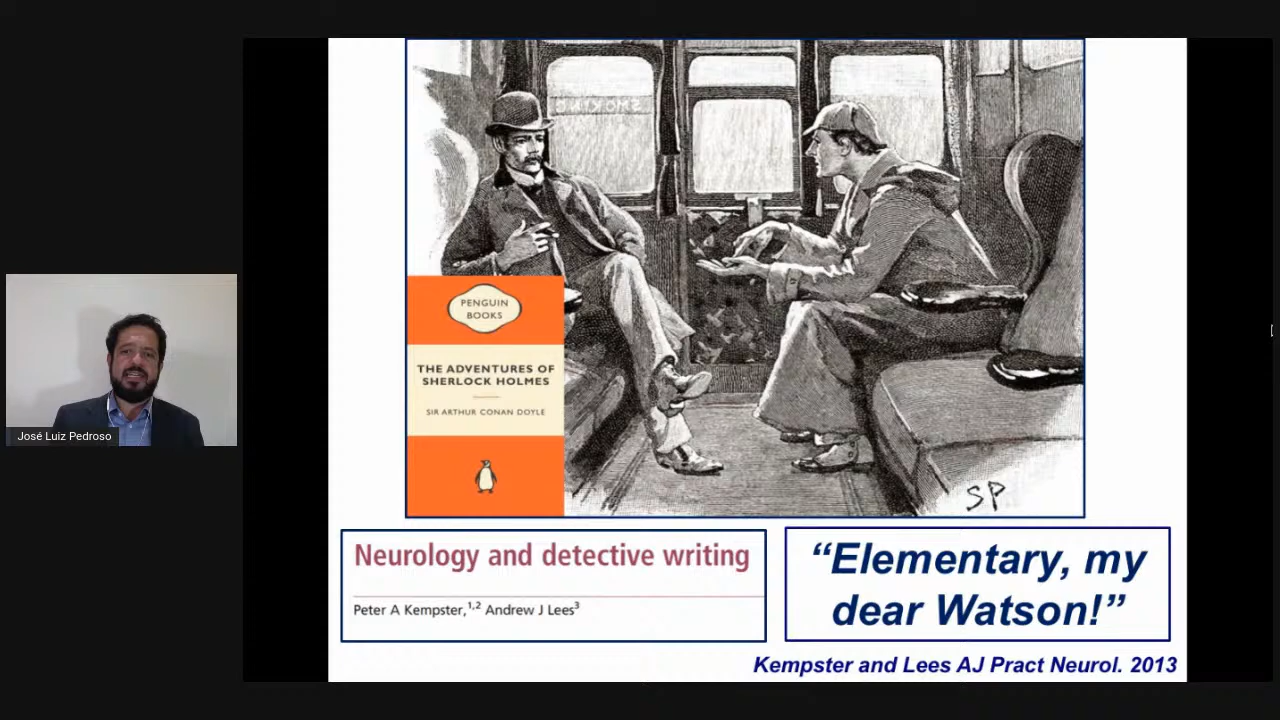 SMOKING
PENGUIN
BOOKS
THE ADVENTURES OF
SHERLOCK HOLMES
SIR ARTHUR CONAN DOYLE
SP
José Luiz Pedroso
Neurology and detective writing
Peter A Kempster,1,2 Andrew J Lees3
“Elementary, my
dear Watson!”
Kempster and Lees AJ Pract Neurol. 2013